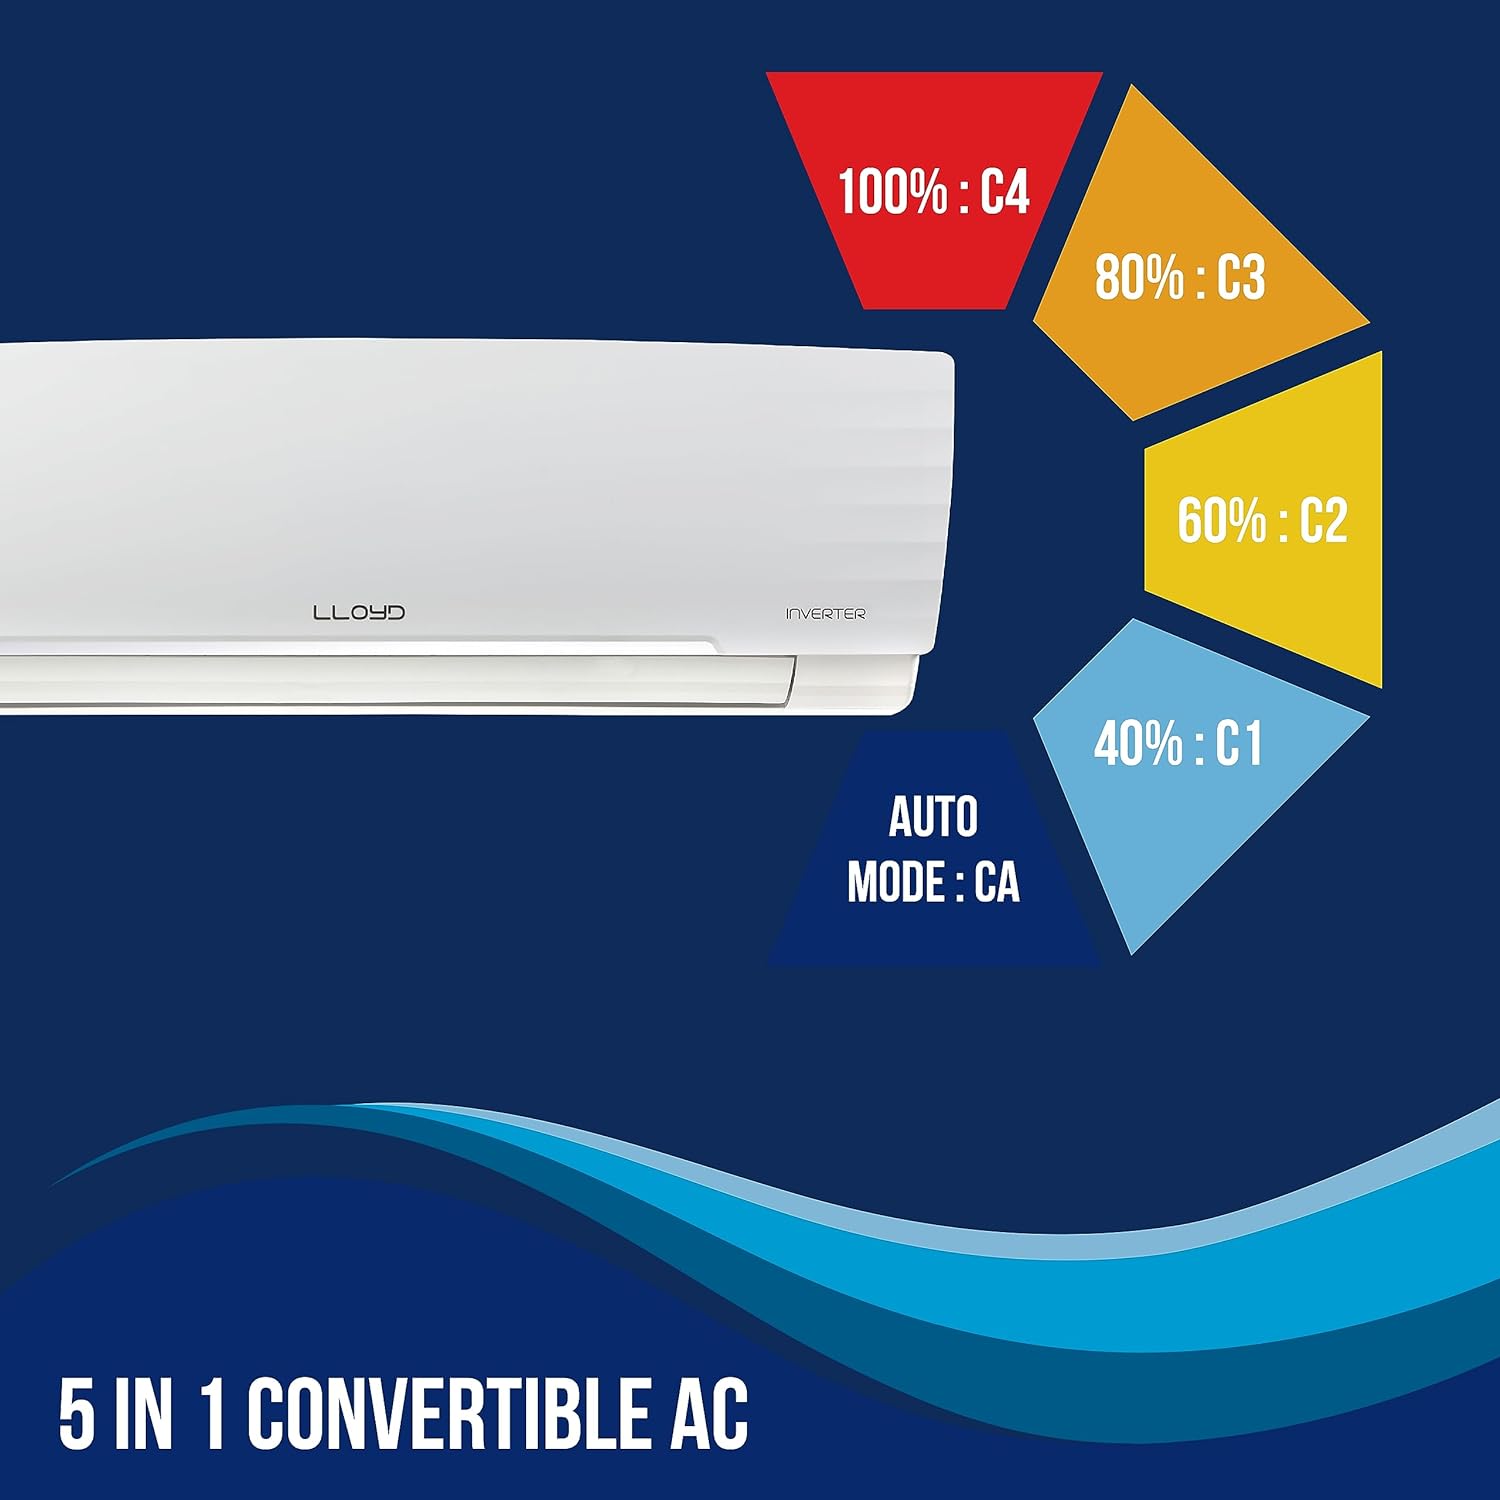 100% : C4
80% : C3
60% : C2
LLOYD
INVERTER
40% : C1
AUTO
MODE : CA
5 IN 1 CONVERTIBLE AC